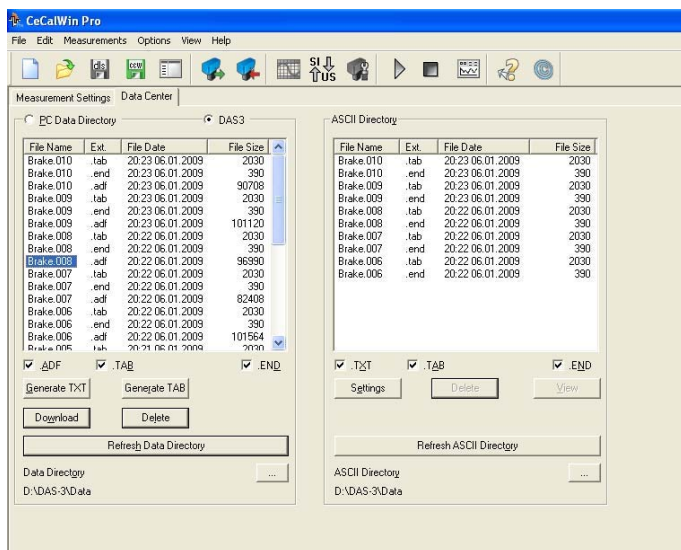 CeCalWin Pro
File Edit Measurements Options View Help
dls ccw SI US
Measurement Settings Data Center
PC Data Directory DAS3
File Name Ext. File Date File Size
Brake.010 .tab 20:23 06.01.2009 2030
Brake.010 .end 20:23 06.01.2009 390
Brake.010 .adf 20:23 06.01.2009 90708
Brake.009 .tab 20:23 06.01.2009 2030
Brake.009 .end 20:23 06.01.2009 390
Brake.009 .adf 20:23 06.01.2009 101120
Brake.008 .tab 20:22 06.01.2009 2030
Brake.008 .end 20:22 06.01.2009 390
Brake.008 .adf 20:22 06.01.2009 96990
Brake.007 .tab 20:22 06.01.2009 2030
Brake.007 .end 20:22 06.01.2009 390
Brake.007 .adf 20:22 06.01.2009 82408
Brake.006 .tab 20:22 06.01.2009 2030
Brake.006 .end 20:22 06.01.2009 390
Brake.006 .adf 20:22 06.01.2009 101564
Brake.005 .tab 20:21 06.01.2009 2030
.ADF .TAB .END
Generate TXT Generate TAB
Download Delete
Refresh Data Directory
Data Directory ...
D:\DAS-3\Data
ASCII Directory
File Name Ext. File Date File Size
Brake.010 .tab 20:23 06.01.2009 2030
Brake.010 .end 20:23 06.01.2009 390
Brake.009 .tab 20:23 06.01.2009 2030
Brake.009 .end 20:23 06.01.2009 390
Brake.008 .tab 20:22 06.01.2009 2030
Brake.008 .end 20:22 06.01.2009 390
Brake.007 .tab 20:22 06.01.2009 2030
Brake.007 .end 20:22 06.01.2009 390
Brake.006 .tab 20:22 06.01.2009 2030
Brake.006 .end 20:22 06.01.2009 390
.TXT .TAB .END
Settings Delete View
Refresh ASCII Directory
ASCII Directory ...
D:\DAS-3\Data